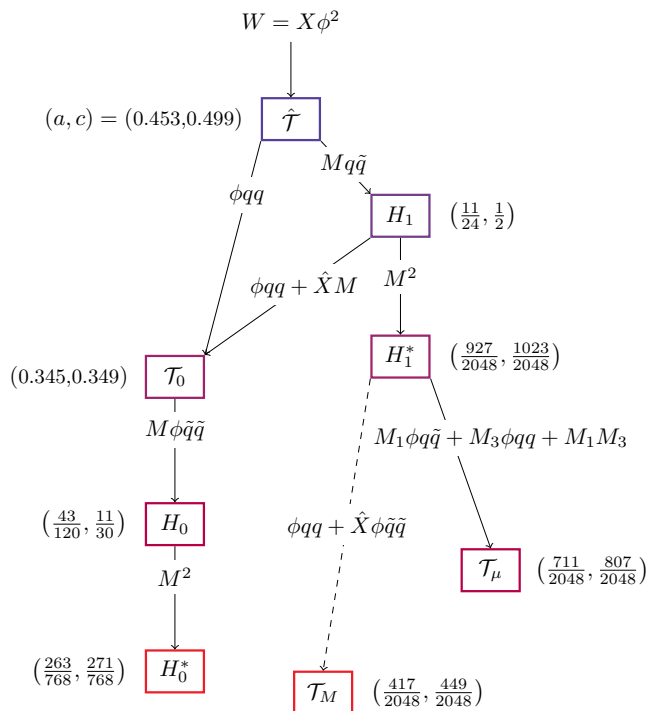 W = Xϕ²
(a, c) = (0.453,0.499) 𝒯̂
Mqq̃
ϕqq
H₁ (11/24, 1/2)
ϕqq + X̂M M²
(0.345,0.349) 𝒯₀ H₁* (927/2048, 1023/2048)
Mϕq̃q̃ M₁ϕqq̃ + M₃ϕqq + M₁M₃
(43/120, 11/30) H₀ ϕqq + X̂ϕq̃q̃
𝒯_μ (711/2048, 807/2048)
M²
(263/768, 271/768) H₀* 𝒯_M (417/2048, 449/2048)